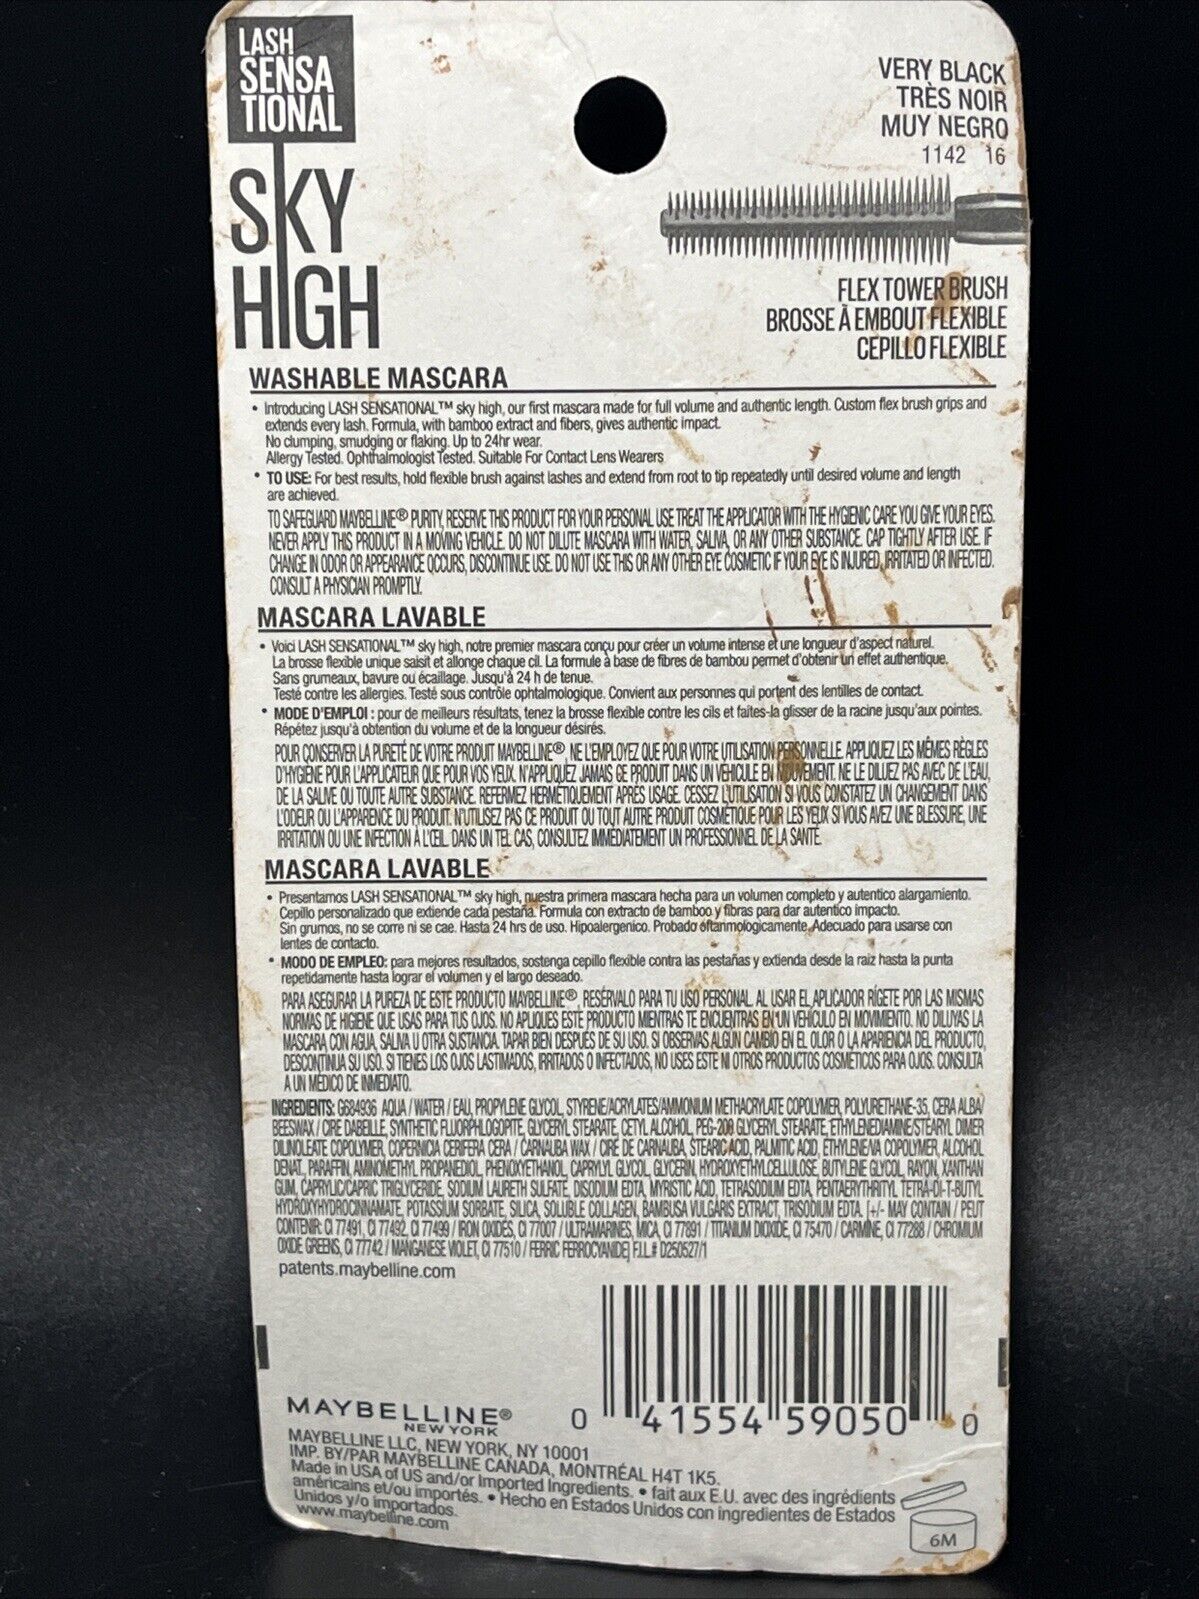 LASH
SENSA
TIONAL
SKY
HIGH
VERY BLACK
TRÈS NOIR
MUY NEGRO
1142 16
FLEX TOWER BRUSH
BROSSE À EMBOUT FLEXIBLE
CEPILLO FLEXIBLE
WASHABLE MASCARA
• Introducing LASH SENSATIONAL™ sky high, our first mascara made for full volume and authentic length. Custom flex brush grips and
extends every lash. Formula, with bamboo extract and fibers, gives authentic impact.
No clumping, smudging or flaking. Up to 24hr wear.
Allergy Tested. Ophthalmologist Tested. Suitable For Contact Lens Wearers
• TO USE: For best results, hold flexible brush against lashes and extend from root to tip repeatedly until desired volume and length
are achieved.
TO SAFEGUARD MAYBELLINE® PURITY, RESERVE THIS PRODUCT FOR YOUR PERSONAL USE TREAT THE APPLICATOR WITH THE HYGIENIC CARE YOU GIVE YOUR EYES.
NEVER APPLY THIS PRODUCT IN A MOVING VEHICLE. DO NOT DILUTE MASCARA WITH WATER, SALIVA, OR ANY OTHER SUBSTANCE. CAP TIGHTLY AFTER USE. IF
CHANGE IN ODOR OR APPEARANCE OCCURS, DISCONTINUE USE. DO NOT USE THIS OR ANY OTHER EYE COSMETIC IF YOUR EYE IS INJURED, IRRITATED OR INFECTED.
CONSULT A PHYSICIAN PROMPTLY.
MASCARA LAVABLE
• Voici LASH SENSATIONAL™ sky high, notre premier mascara conçu pour créer un volume intense et une longueur d'aspect naturel.
La brosse flexible unique saisit et allonge chaque cil. La formule à base de fibres de bambou permet d'obtenir un effet authentique.
Sans grumeaux, bavure ou écaillage. Jusqu'à 24 h de tenue.
Testé contre les allergies. Testé sous contrôle ophtalmologique. Convient aux personnes qui portent des lentilles de contact.
• MODE D'EMPLOI : pour de meilleurs résultats, tenez la brosse flexible contre les cils et faites-la glisser de la racine jusqu'aux pointes.
Répétez jusqu'à obtention du volume et de la longueur désirés.
POUR CONSERVER LA PURETÉ DE VOTRE PRODUIT MAYBELLINE®, NE L'EMPLOYEZ QUE POUR VOTRE UTILISATION PERSONNELLE. APPLIQUEZ LES MÊMES RÈGLES
D'HYGIÈNE POUR L'APPLICATEUR QUE POUR VOS YEUX. N'APPLIQUEZ JAMAIS CE PRODUIT DANS UN VÉHICULE EN MOUVEMENT. NE LE DILUEZ PAS AVEC DE L'EAU,
DE LA SALIVE OU TOUTE AUTRE SUBSTANCE. REFERMEZ HERMÉTIQUEMENT APRÈS USAGE. CESSEZ L'UTILISATION SI VOUS CONSTATEZ UN CHANGEMENT DANS
L'ODEUR OU L'APPARENCE DU PRODUIT. N'UTILISEZ PAS CE PRODUIT OU TOUT AUTRE PRODUIT COSMÉTIQUE POUR LES YEUX SI VOUS AVEZ UNE BLESSURE, UNE
IRRITATION OU UNE INFECTION À L'ŒIL. DANS UN TEL CAS, CONSULTEZ IMMÉDIATEMENT UN PROFESSIONNEL DE LA SANTÉ.
MASCARA LAVABLE
• Presentamos LASH SENSATIONAL™ sky high, nuestra primera mascara hecha para un volumen completo y autentico alargamiento.
Cepillo personalizado que extiende cada pestaña. Formula con extracto de bamboo y fibras para dar autentico impacto.
Sin grumos, no se corre ni se cae. Hasta 24 hrs de uso. Hipoalergenico. Probado oftanmologicamente. Adecuado para usarse con
lentes de contacto.
• MODO DE EMPLEO: para mejores resultados, sostenga cepillo flexible contra las pestañas y extienda desde la raiz hasta la punta
repetidamente hasta lograr el volumen y el largo deseado.
PARA ASEGURAR LA PUREZA DE ESTE PRODUCTO MAYBELLINE®, RESÉRVALO PARA TU USO PERSONAL. AL USAR EL APLICADOR RÍGETE POR LAS MISMAS
NORMAS DE HIGIENE QUE USAS PARA TUS OJOS. NO APLIQUES ESTE PRODUCTO MIENTRAS TE ENCUENTRAS EN UN VEHÍCULO EN MOVIMIENTO. NO DILUYAS LA
MASCARA CON AGUA, SALIVA U OTRA SUSTANCIA. TAPAR BIEN DESPUÉS DE SU USO. SI OBSERVAS ALGÚN CAMBIO EN EL OLOR O LA APARIENCIA DEL PRODUCTO,
DESCONTINUA SU USO. SI TIENES LOS OJOS LASTIMADOS, IRRITADOS O INFECTADOS, NO USES ESTE NI OTROS PRODUCTOS COSMETICOS PARA OJOS. CONSULTA
A UN MÉDICO DE INMEDIATO.
INGREDIENTS: G684936 AQUA / WATER / EAU, PROPYLENE GLYCOL, STYRENE/ACRYLATES/AMMONIUM METHACRYLATE COPOLYMER, POLYURETHANE-35, CERA ALBA/
BEESWAX / CIRE DABEILLE, SYNTHETIC FLUORPHLOGOPITE, GLYCERYL STEARATE, CETYL ALCOHOL, PEG-200 GLYCERYL STEARATE, ETHYLENEDIAMINE/STEARYL DIMER
DILINOLEATE COPOLYMER, COPERNICIA CERIFERA CERA / CARNAUBA WAX / CIRE DE CARNAUBA, STEARIC ACID, PALMITIC ACID, ETHYLENE/VA COPOLYMER, ALCOHOL
DENAT., PARAFFIN, AMINOMETHYL PROPANEDIOL, PHENOXYETHANOL, CAPRYLYL GLYCOL, GLYCERIN, HYDROXYETHYLCELLULOSE, BUTYLENE GLYCOL, RAYON, XANTHAN
GUM, CAPRYLIC/CAPRIC TRIGLYCERIDE, SODIUM LAURETH SULFATE, DISODIUM EDTA, MYRISTIC ACID, TETRASODIUM EDTA, PENTAERYTHRITYL TETRA-DI-T-BUTYL
HYDROXYHYDROCINNAMATE, POTASSIUM SORBATE, SILICA, SOLUBLE COLLAGEN, BAMBUSA VULGARIS EXTRACT, TRISODIUM EDTA. [+/- MAY CONTAIN / PEUT
CONTENIR: CI 77491, CI 77492, CI 77499 / IRON OXIDES, CI 77007 / ULTRAMARINES, MICA, CI 77891 / TITANIUM DIOXIDE, CI 75470 / CARMINE, CI 77288 / CHROMIUM
OXIDE GREENS, CI 77742 / MANGANESE VIOLET, CI 77510 / FERRIC FERROCYANIDE] F.I.L.# D250527/1
patents.maybelline.com
0 41554 59050 0
MAYBELLINE®
NEW YORK
MAYBELLINE LLC, NEW YORK, NY 10001
IMP. BY/PAR MAYBELLINE CANADA, MONTRÉAL H4T 1K5.
Made in USA of US and/or Imported Ingredients. • fait aux E.U. avec des ingrédients
américains et/ou importés. • Hecho en Estados Unidos con ingredientes de Estados
Unidos y/o importados.
www.maybelline.com
6M